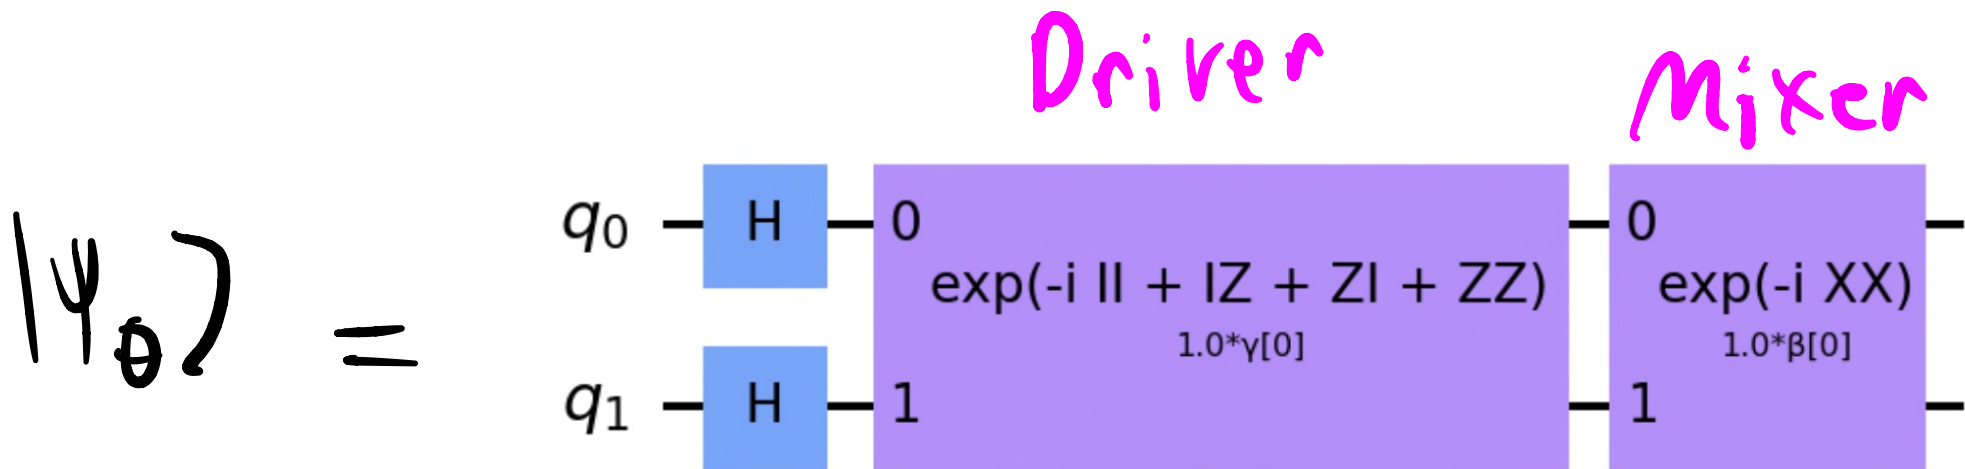 Driver Mixer
q₀ H 0 0
exp(-i II + IZ + ZI + ZZ) exp(-i XX)
|ψ_θ⟩ = 1.0*γ[0] 1.0*β[0]
q₁ H 1 1